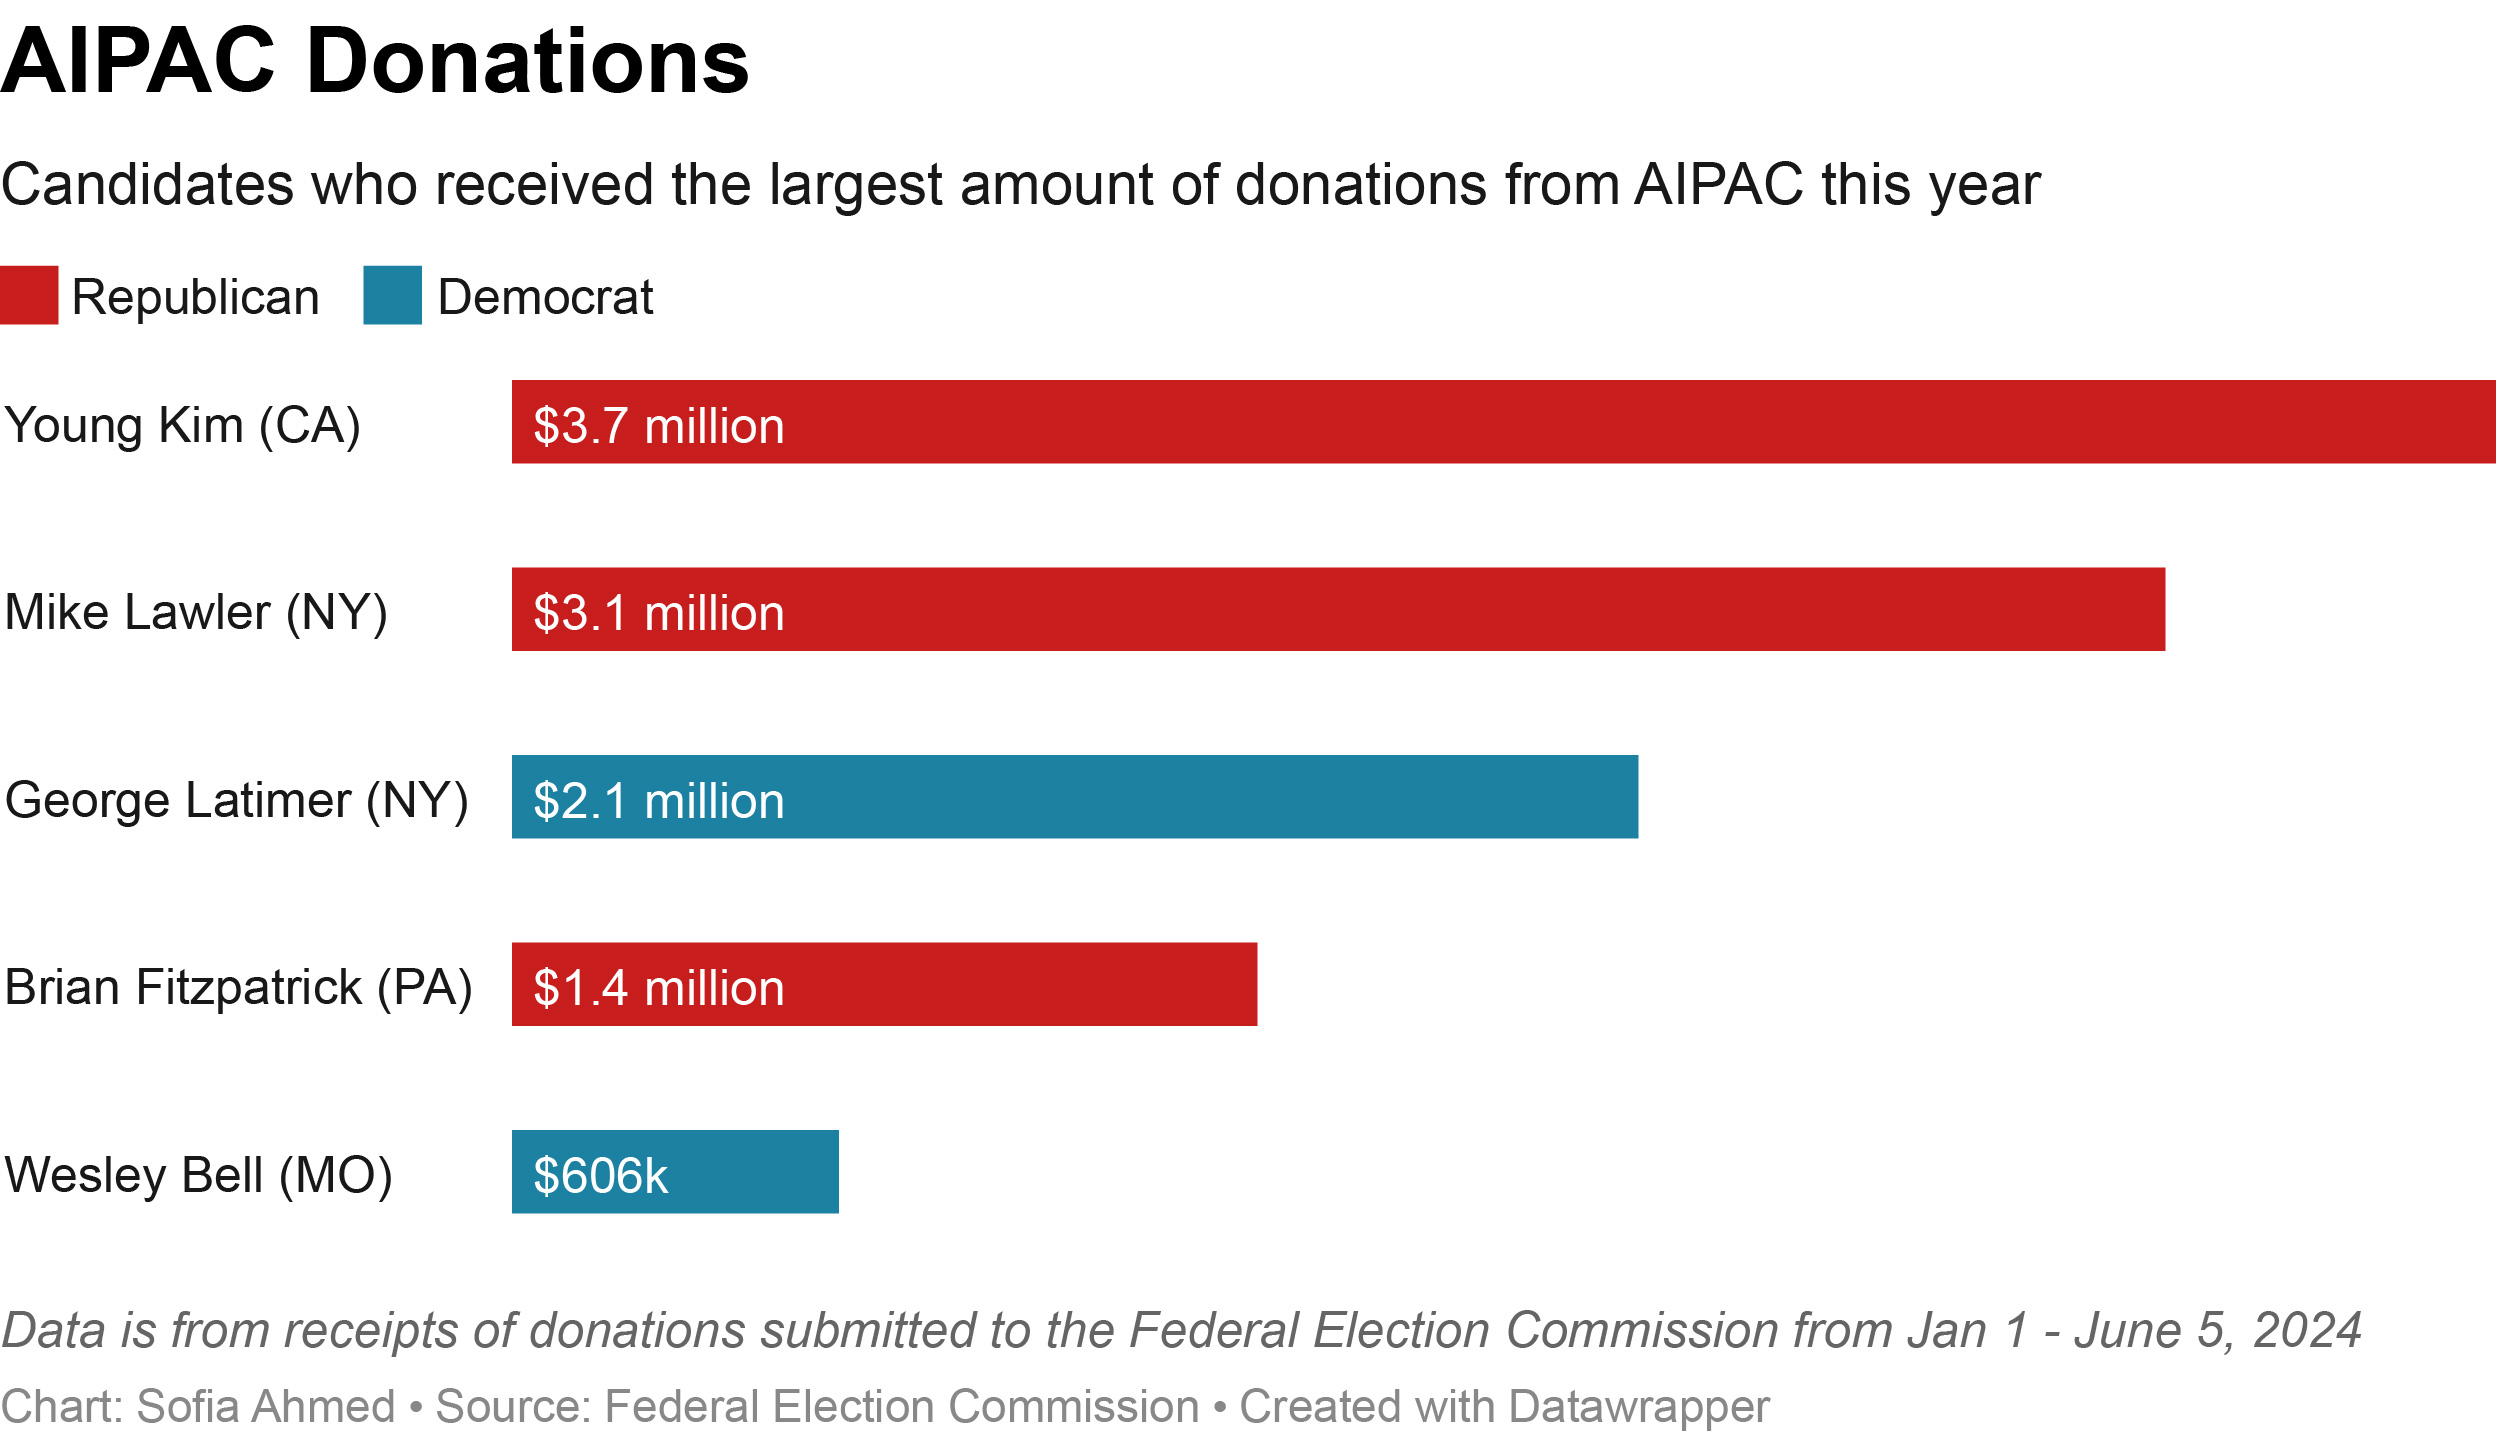 AIPAC Donations
Candidates who received the largest amount of donations from AIPAC this year
Republican Democrat
Young Kim (CA) $3.7 million
Mike Lawler (NY) $3.1 million
George Latimer (NY) $2.1 million
Brian Fitzpatrick (PA) $1.4 million
Wesley Bell (MO) $606k
Data is from receipts of donations submitted to the Federal Election Commission from Jan 1 - June 5, 2024
Chart: Sofia Ahmed • Source: Federal Election Commission • Created with Datawrapper